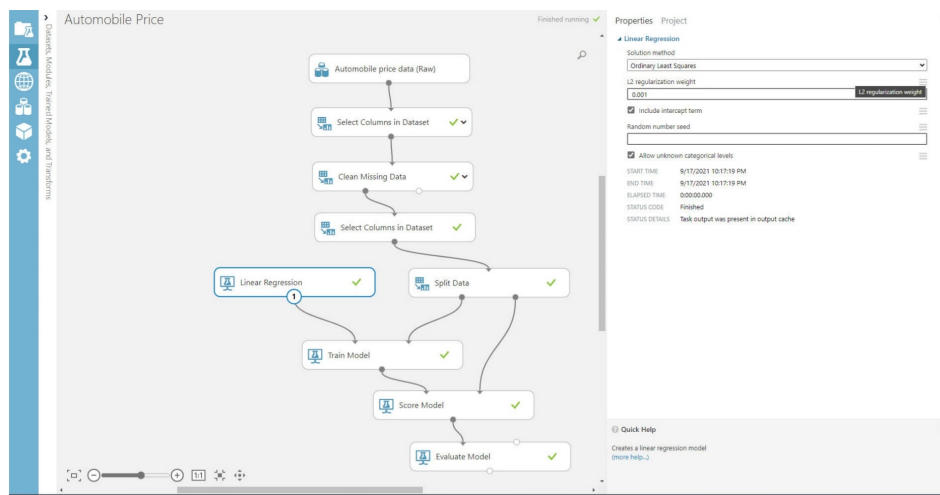 Automobile Price
Finished running
Datasets, Modules, Trained Models, and Transforms
Automobile price data (Raw)
Select Columns in Dataset
Clean Missing Data
Select Columns in Dataset
Linear Regression
1
Split Data
Train Model
Score Model
Evaluate Model
1:1
Properties Project
Linear Regression
Solution method
Ordinary Least Squares
L2 regularization weight
0.001
L2 regularization weight
Include intercept term
Random number seed
Allow unknown categorical levels
START TIME 9/17/2021 10:17:19 PM
END TIME 9/17/2021 10:17:19 PM
ELAPSED TIME 0:00:00.000
STATUS CODE Finished
STATUS DETAILS Task output was present in output cache
Quick Help
Creates a linear regression model
(more help...)